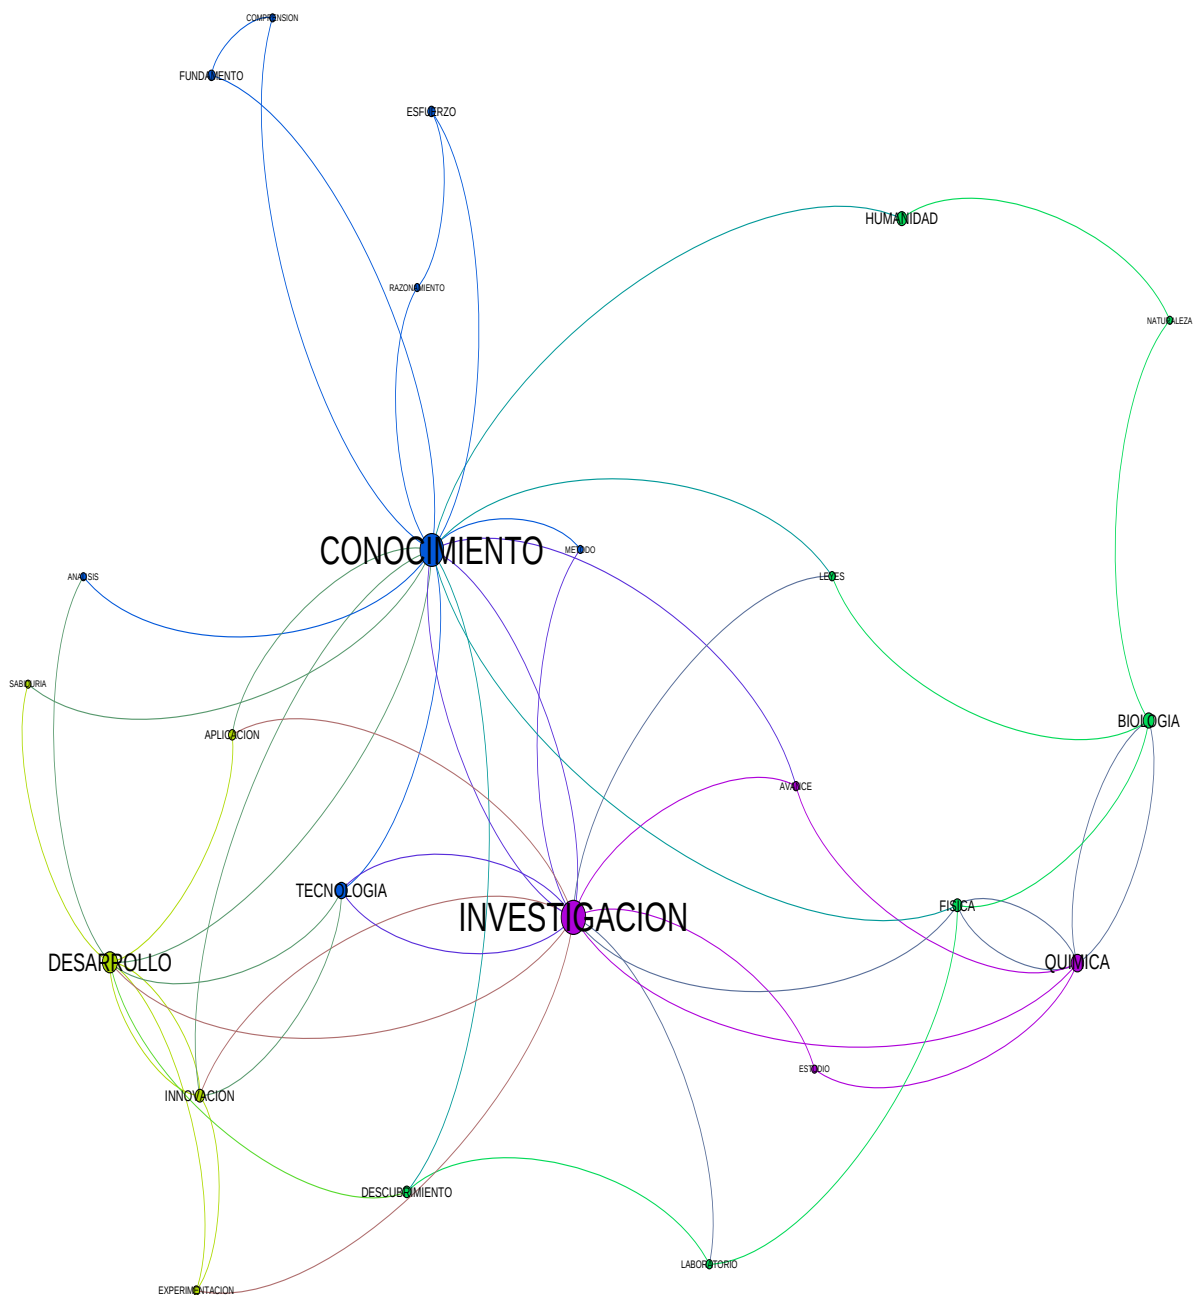 COMPRENSION
FUNDAMENTO
ESFUERZO
HUMANIDAD
RAZONAMIENTO
NATURALEZA
CONOCIMIENTO
METODO
ANALISIS
LEYES
SABIDURIA
BIOLOGIA
APLICACION
AVANCE
TECNOLOGIA
FISICA
INVESTIGACION
DESARROLLO
QUIMICA
ESTUDIO
INNOVACION
DESCUBRIMIENTO
LABORATORIO
EXPERIMENTACION